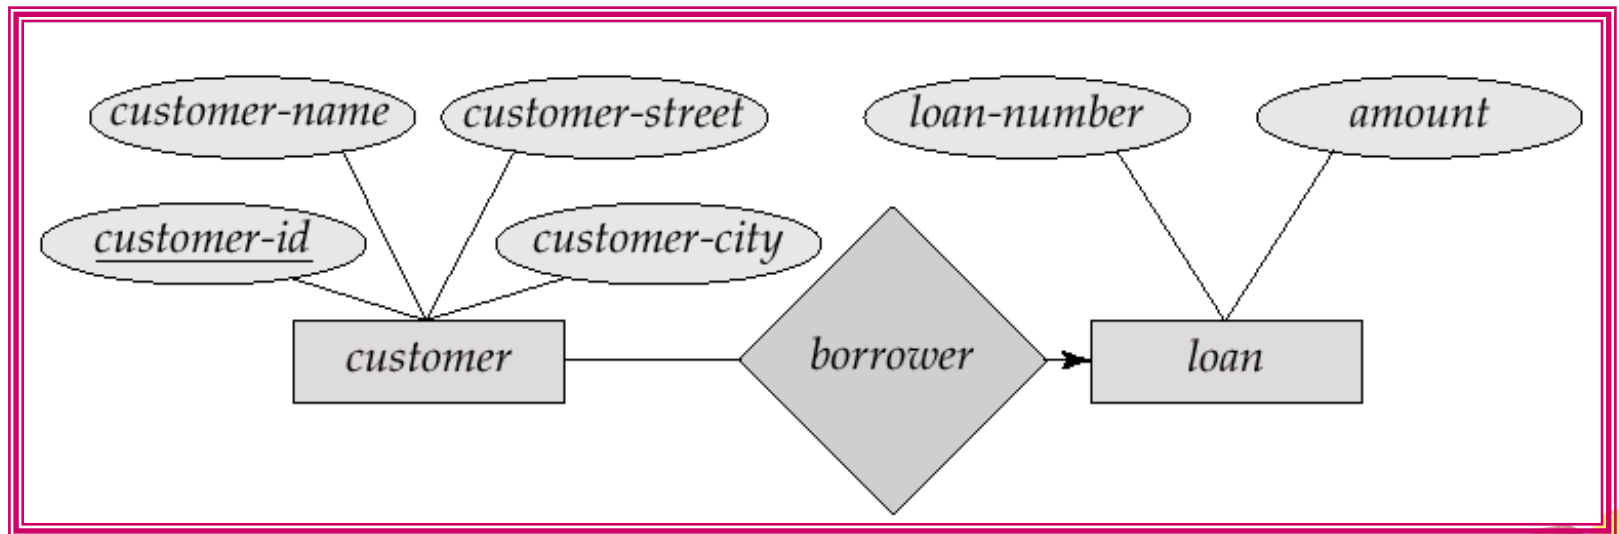 customer-name customer-street loan-number amount
customer-id customer-city
customer borrower loan